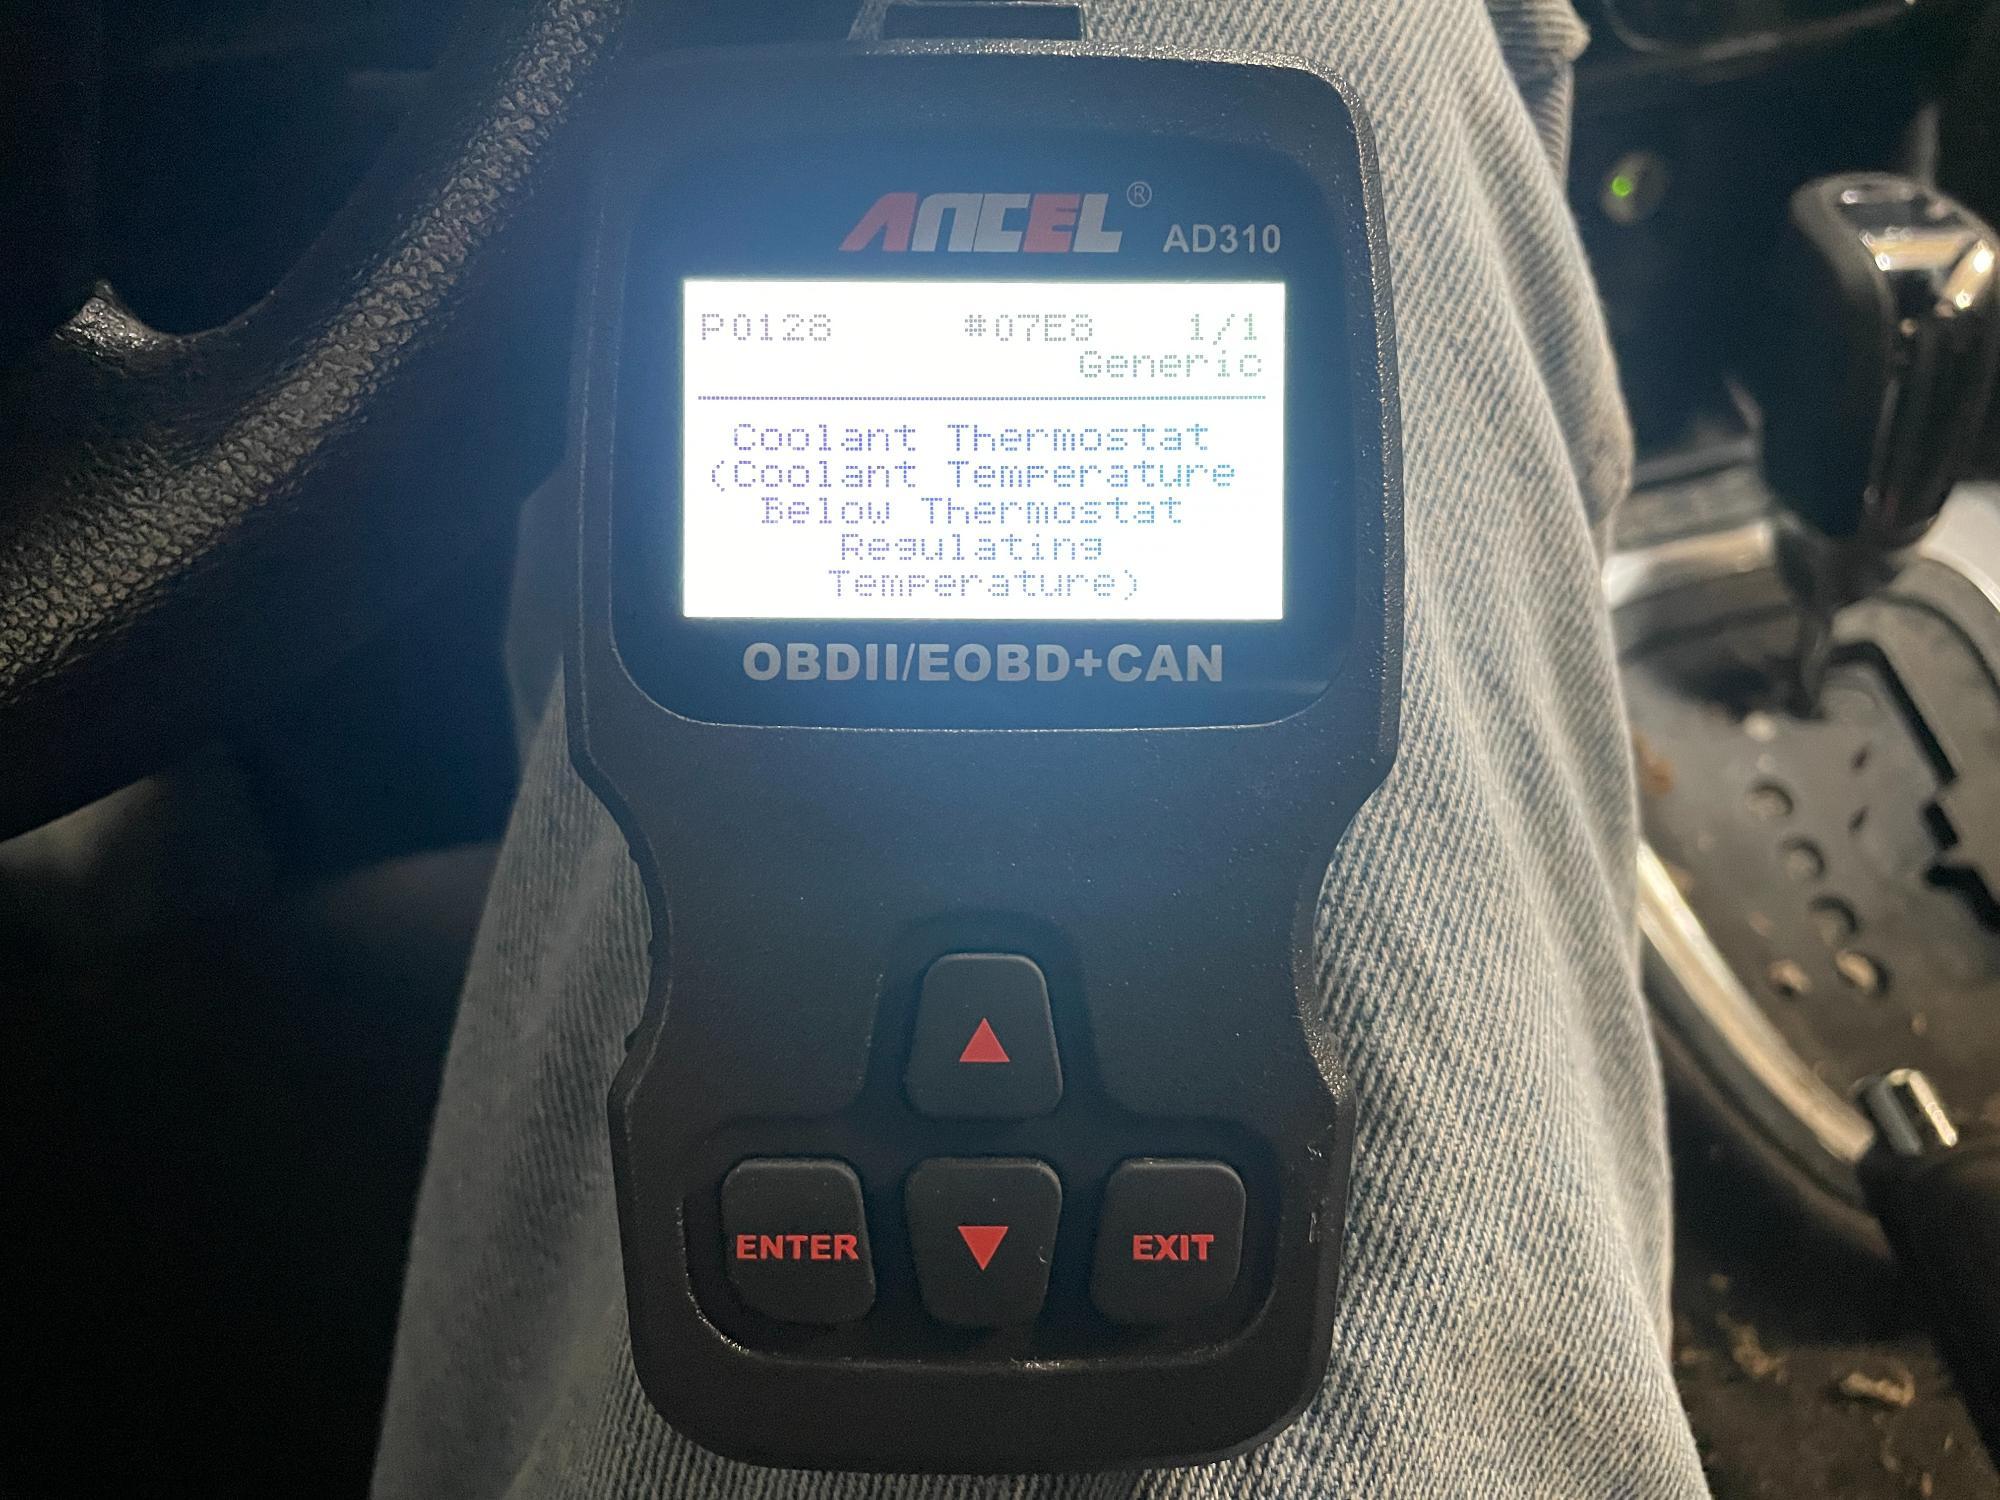 ANCEL® AD310
P0128 #07E8 1/1
Generic
Coolant Thermostat
(Coolant Temperature
Below Thermostat
Regulating
Temperature)
OBDII/EOBD+CAN
ENTER
EXIT